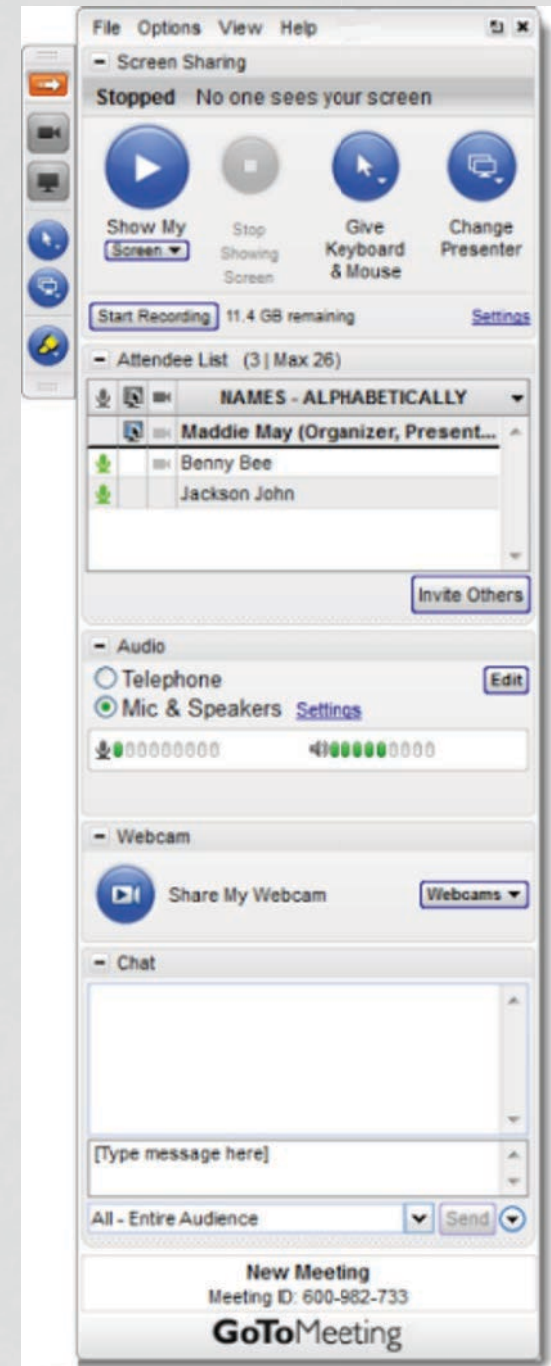 File Options View Help
Screen Sharing
Stopped No one sees your screen
Show My
Screen
Stop
Showing
Screen
Give
Keyboard
& Mouse
Change
Presenter
Start Recording 11.4 GB remaining Settings
Attendee List (3 | Max 26)
NAMES - ALPHABETICALLY
Maddie May (Organizer, Present...
Benny Bee
Jackson John
Invite Others
Audio
Telephone Edit
Mic & Speakers Settings
Webcam
Share My Webcam Webcams
Chat
[Type message here]
All - Entire Audience Send
New Meeting
Meeting ID: 600-982-733
GoToMeeting